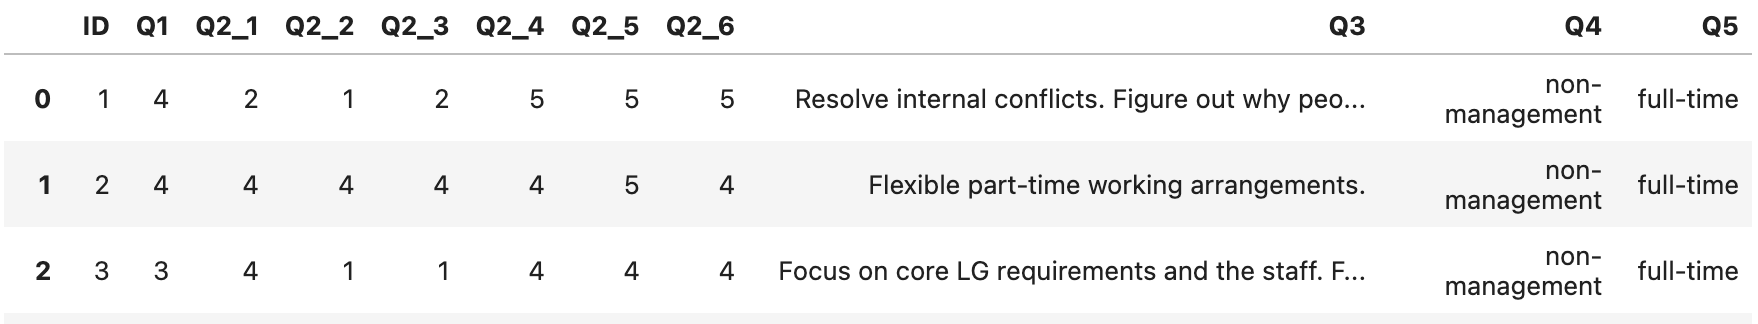 ID Q1 Q2_1 Q2_2 Q2_3 Q2_4 Q2_5 Q2_6 Q3 Q4 Q5
0 1 4 2 1 2 5 5 5 Resolve internal conflicts. Figure out why peo... non-management full-time
1 2 4 4 4 4 4 5 4 Flexible part-time working arrangements. non-management full-time
2 3 3 4 1 1 4 4 4 Focus on core LG requirements and the staff. F... non-management full-time